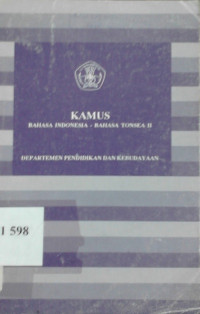 KAMUS
BAHASA INDONESIA – BAHASA TONSEA II
DEPARTEMEN PENDIDIKAN DAN KEBUDAYAAN
1 598